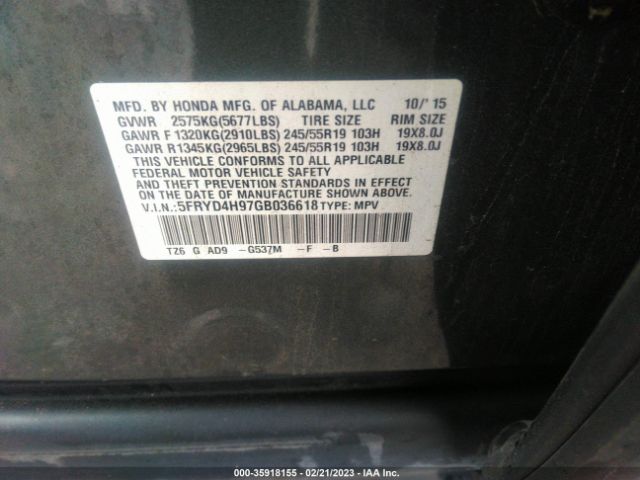 MFD. BY HONDA MFG. OF ALABAMA, LLC 10/'15
GVWR 2575KG(5677LBS) TIRE SIZE RIM SIZE
GAWR F 1320KG(2910LBS) 245/55R19 103H 19X8.0J
GAWR R1345KG(2965LBS) 245/55R19 103H 19X8.0J
THIS VEHICLE CONFORMS TO ALL APPLICABLE
FEDERAL MOTOR VEHICLE SAFETY
AND THEFT PREVENTION STANDARDS IN EFFECT
ON THE DATE OF MANUFACTURE SHOWN ABOVE.
V.I.N.:5FRYD4H97GB036618 TYPE: MPV
T26 G AD9 -G537M -F -B
(STOCK) - 35918155 - 02/21/2023 - IAA Inc.